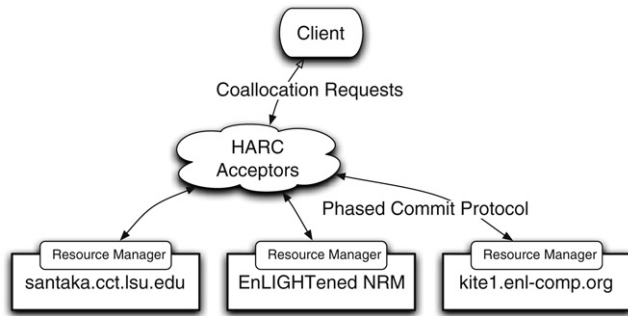 Client
Coallocation Requests
HARC
Acceptors
Phased Commit Protocol
Resource Manager
santaka.cct.lsu.edu
Resource Manager
EnLIGHTened NRM
Resource Manager
kite1.enl-comp.org